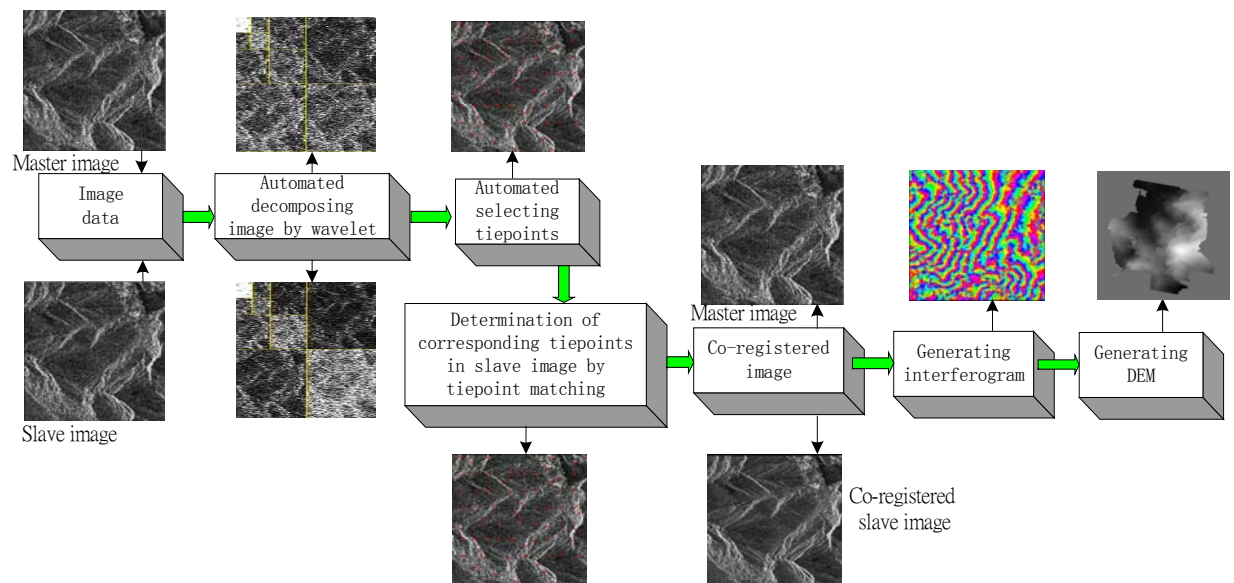 Master image
Image
data
Slave image
Automated
decomposing
image by wavelet
Automated
selecting
tiepoints
Determination of
corresponding tiepoints
in slave image by
tiepoint matching
Master image
Co-registered
image
Co-registered
slave image
Generating
interferogram
Generating
DEM